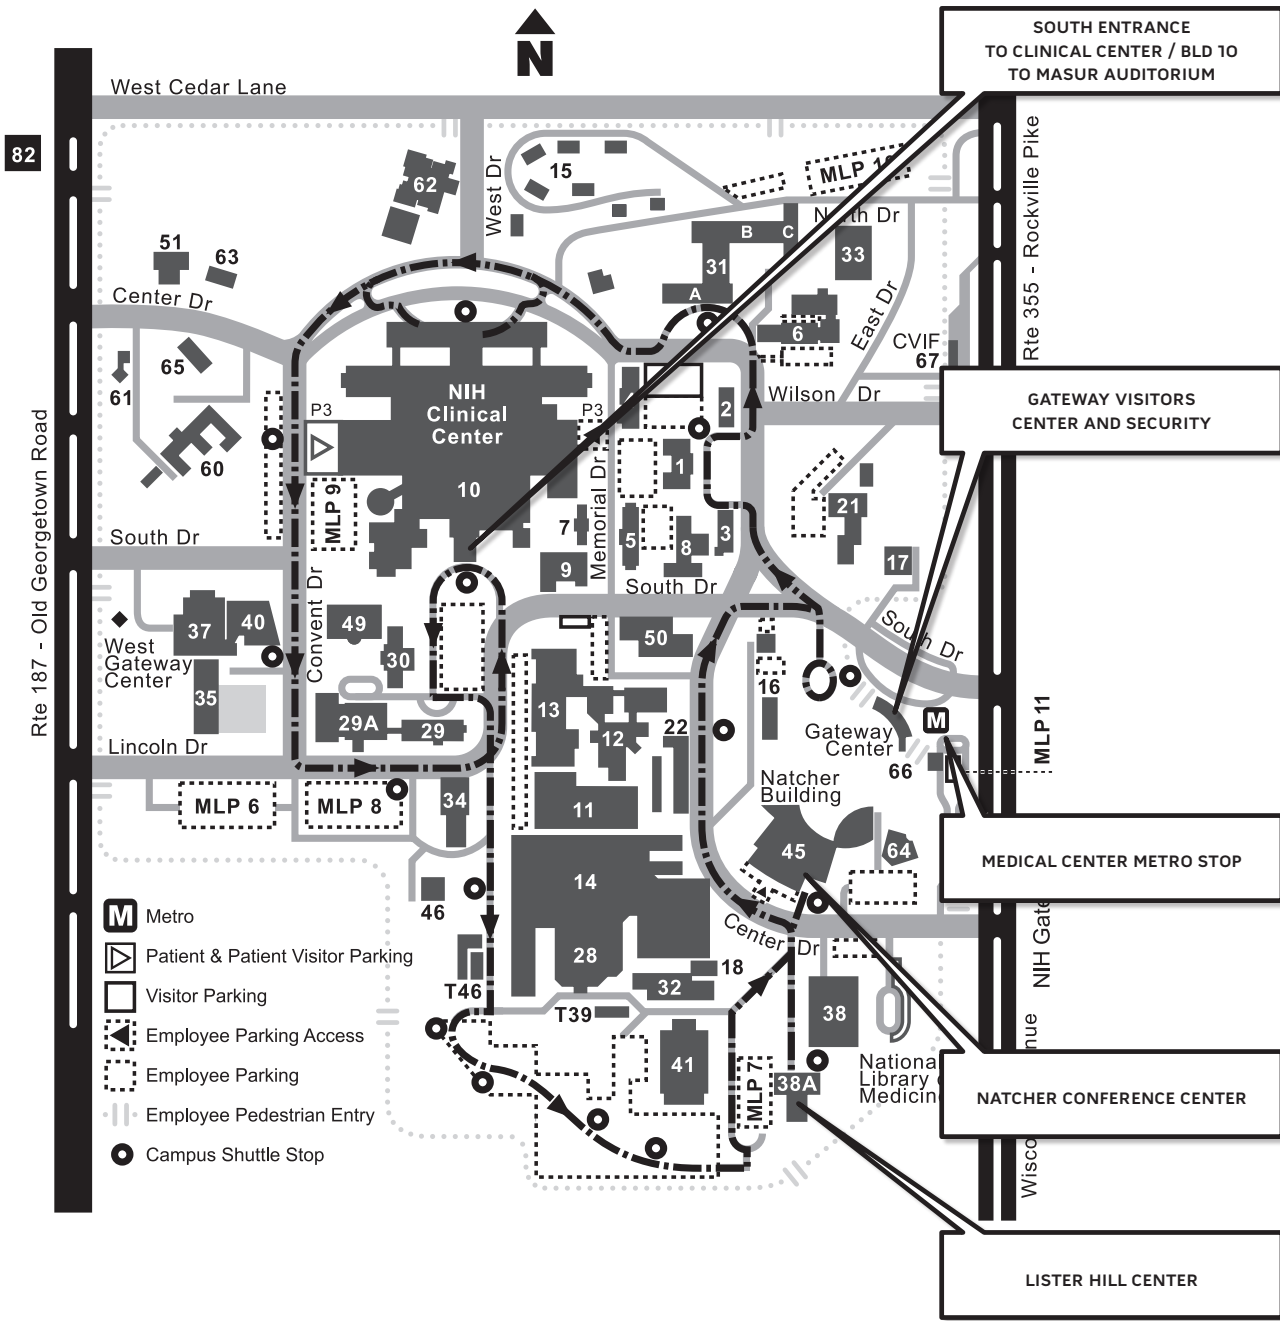 SOUTH ENTRANCE
TO CLINICAL CENTER / BLD 10
TO MASUR AUDITORIUM
N
West Cedar Lane
82
Rte 355 - Rockville Pike
West Dr
15
MLP 10
62
North Dr
B
C
51
63
31
33
A
Center Dr
East Dr
6
CVIF
67
65
61
NIH
Clinical
Center
P3
P3
2
Wilson Dr
GATEWAY VISITORS
CENTER AND SECURITY
Rte 187 - Old Georgetown Road
60
1
MLP 9
10
Memorial Dr
21
7
5
8
3
South Dr
9
17
Convent Dr
South Dr
37
40
49
50
South Dr
West
Gateway
Center
30
16
35
13
29A
29
12
22
Gateway
Center
M
MLP 11
66
Lincoln Dr
Natcher
Building
MLP 6
MLP 8
34
11
45
64
MEDICAL CENTER METRO STOP
14
46
M Metro
Center Dr
Patient & Patient Visitor Parking
28
18
NIH Gate
T46
32
Visitor Parking
T39
38
Employee Parking Access
41
National
Library
Medicine
MLP 7
38A
Employee Parking
NATCHER CONFERENCE CENTER
Employee Pedestrian Entry
Campus Shuttle Stop
LISTER HILL CENTER